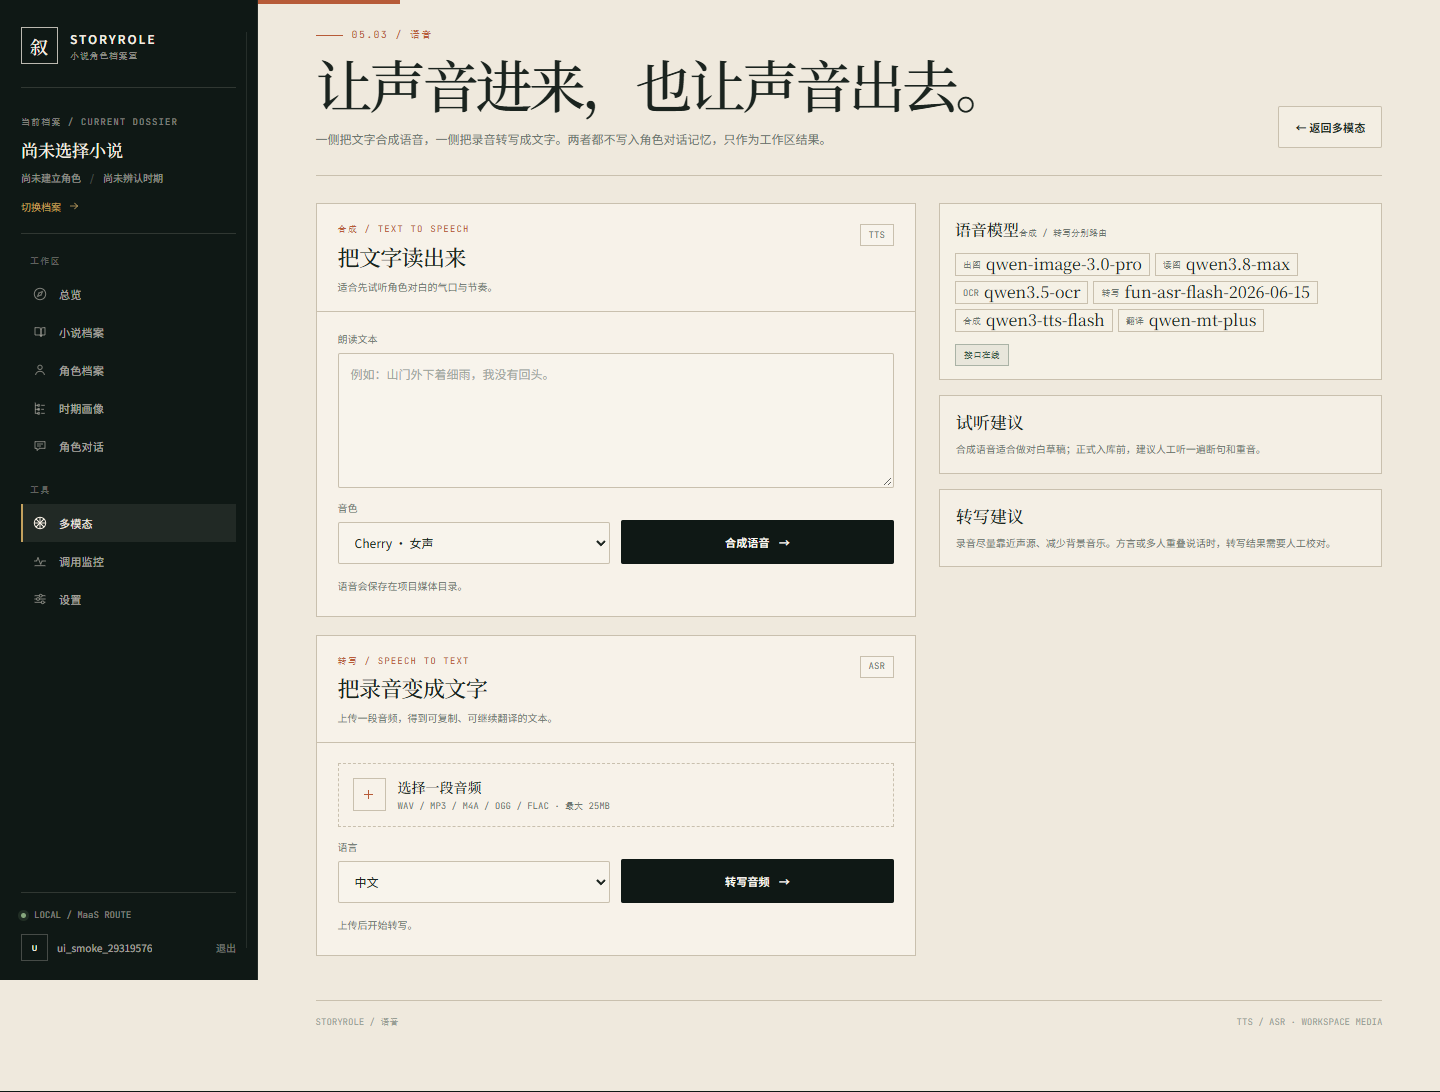 叙
STORYROLE
小说角色档案室
当前档案 / CURRENT DOSSIER
尚未选择小说
尚未建立角色 / 尚未辨认时期
切换档案 →
工作区
总览
小说档案
角色档案
时期画像
角色对话
工具
多模态
调用监控
设置
LOCAL / MaaS ROUTE
U ui_smoke_29319576 退出
05.03 / 语音
让声音进来，也让声音出去。
一侧把文字合成语音，一侧把录音转写成文字。两者都不写入角色对话记忆，只作为工作区结果。
← 返回多模态
合成 / TEXT TO SPEECH
TTS
把文字读出来
适合先试听角色对白的气口与节奏。
朗读文本
例如：山门外下着细雨，我没有回头。
音色
Cherry · 女声
合成语音 →
语音会保存在项目媒体目录。
转写 / SPEECH TO TEXT
ASR
把录音变成文字
上传一段音频，得到可复制、可继续翻译的文本。
+
选择一段音频
WAV / MP3 / M4A / OGG / FLAC · 最大 25MB
语言
中文
转写音频 →
上传后开始转写。
语音模型合成 / 转写分别路由
出图 qwen-image-3.0-pro 读图 qwen3.8-max
OCR qwen3.5-ocr 转写 fun-asr-flash-2026-06-15
合成 qwen3-tts-flash 翻译 qwen-mt-plus
接口在线
试听建议
合成语音适合做对白草稿；正式入库前，建议人工听一遍断句和重音。
转写建议
录音尽量靠近声源、减少背景音乐。方言或多人重叠说话时，转写结果需要人工校对。
STORYROLE / 语音
TTS / ASR · WORKSPACE MEDIA